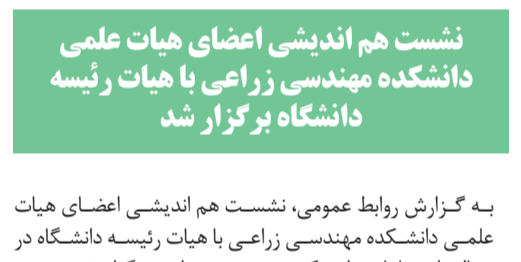 نشست هم اندیشی اعضای هیات علمی
دانشکده مهندسی زراعی با هیات رئیسه
دانشگاه برگزار شد
به گزارش روابط عمومی، نشست هم اندیشی اعضای هیات
علمی دانشکده مهندسی زراعی با هیات رئیسه دانشگاه در